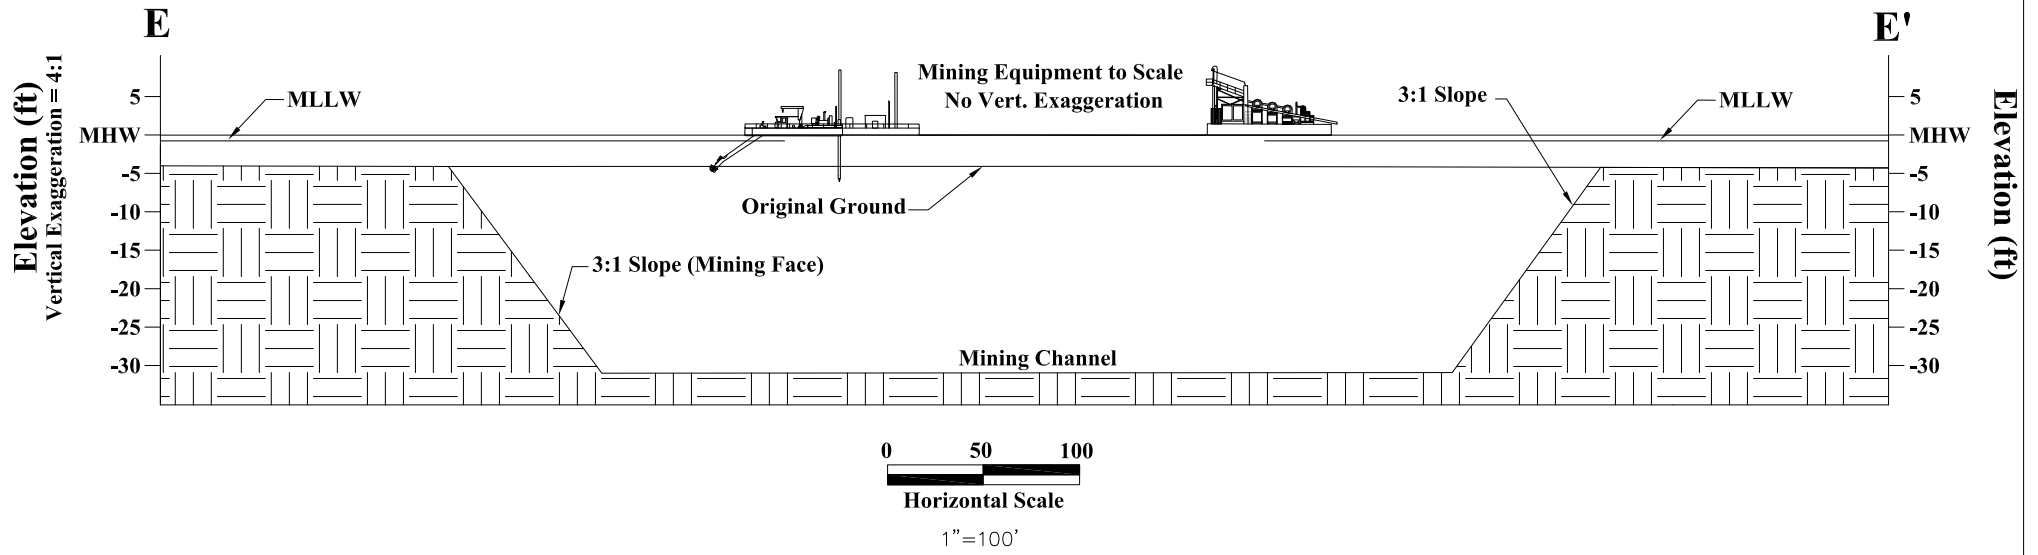 E
E'
Elevation (ft)
Vertical Exaggeration = 4:1
Mining Equipment to Scale
No Vert. Exaggeration
3:1 Slope
MLLW
MLLW
5
MHW
-5
-10
-15
-20
-25
-30
5
MHW
-5
-10
-15
-20
-25
-30
Elevation (ft)
Original Ground
3:1 Slope (Mining Face)
Mining Channel
0 50 100
Horizontal Scale
1"=100'